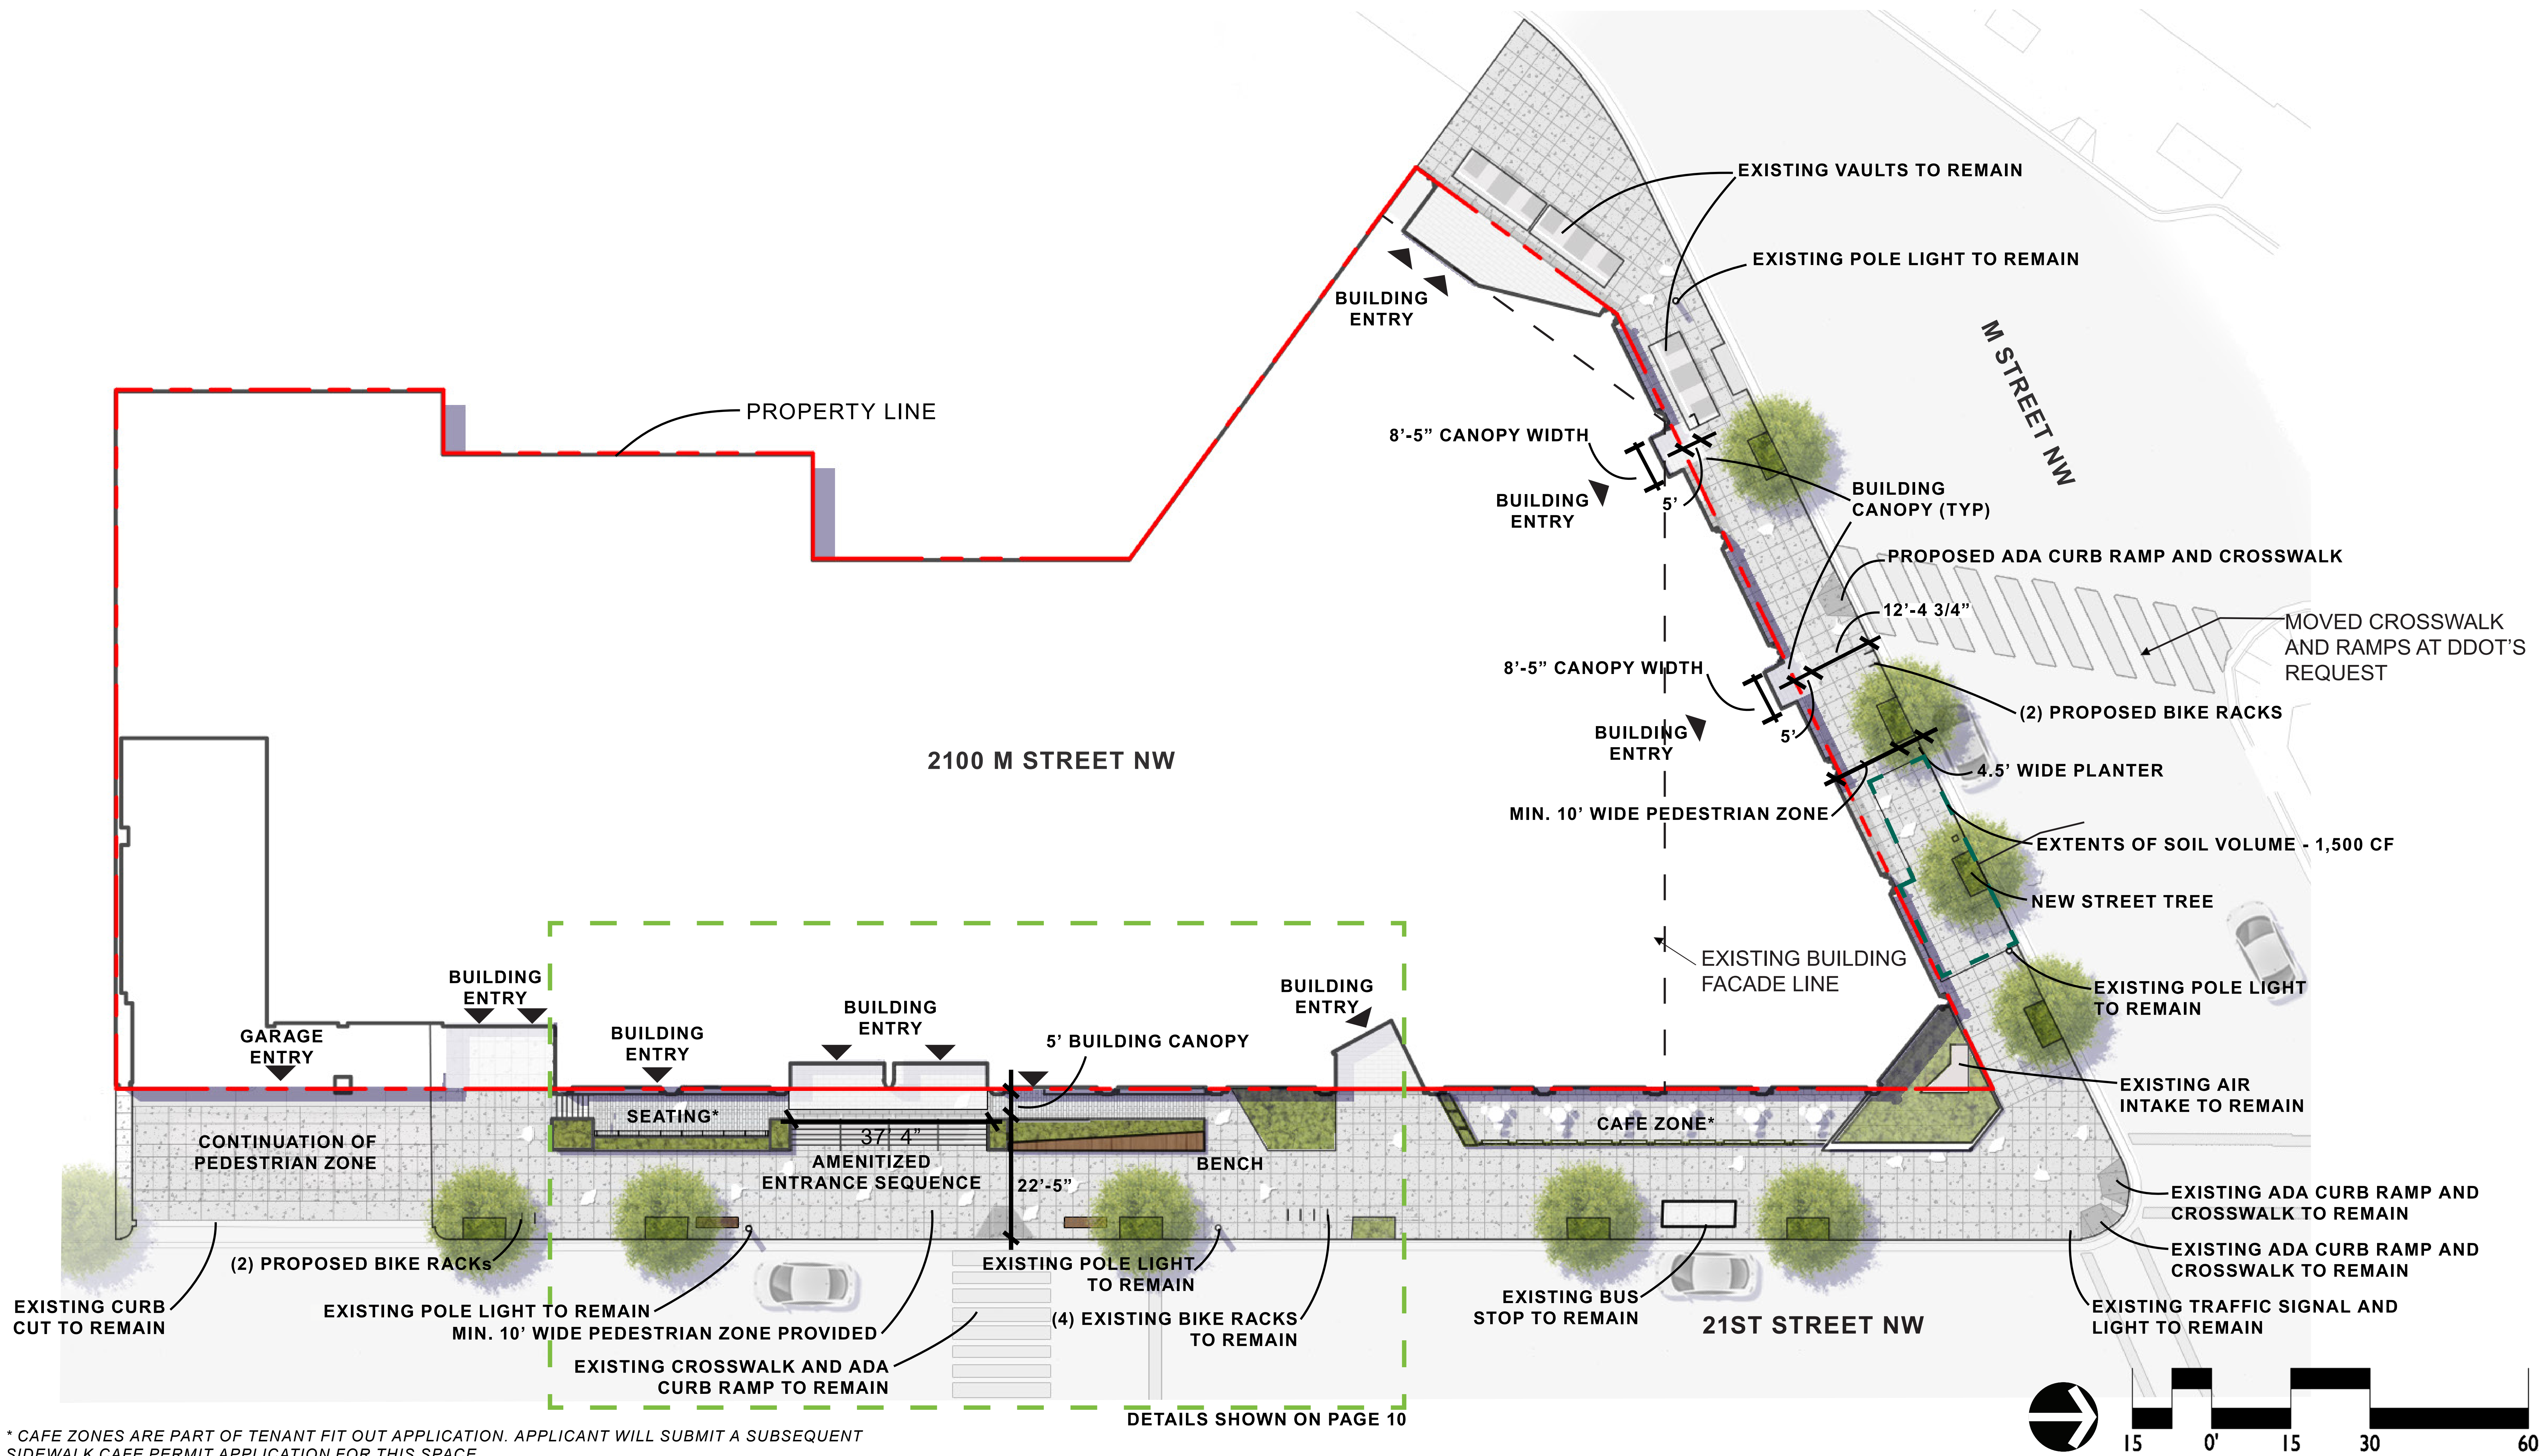 EXISTING VAULTS TO REMAIN
EXISTING POLE LIGHT TO REMAIN
BUILDING
ENTRY
M STREET NW
PROPERTY LINE
8'-5" CANOPY WIDTH
BUILDING
ENTRY
5'
BUILDING
CANOPY (TYP)
PROPOSED ADA CURB RAMP AND CROSSWALK
12'-4 3/4"
MOVED CROSSWALK
AND RAMPS AT DDOT'S
REQUEST
8'-5" CANOPY WIDTH
(2) PROPOSED BIKE RACKS
BUILDING
ENTRY
5'
2100 M STREET NW
4.5' WIDE PLANTER
MIN. 10' WIDE PEDESTRIAN ZONE
EXTENTS OF SOIL VOLUME - 1,500 CF
NEW STREET TREE
EXISTING BUILDING
FACADE LINE
EXISTING POLE LIGHT
TO REMAIN
BUILDING
ENTRY
GARAGE
ENTRY
BUILDING
ENTRY
BUILDING
ENTRY
5' BUILDING CANOPY
BUILDING
ENTRY
EXISTING AIR
INTAKE TO REMAIN
SEATING*
CAFE ZONE*
37' 4"
CONTINUATION OF
PEDESTRIAN ZONE
AMENITIZED
ENTRANCE SEQUENCE
BENCH
22'-5"
EXISTING ADA CURB RAMP AND
CROSSWALK TO REMAIN
EXISTING ADA CURB RAMP AND
CROSSWALK TO REMAIN
(2) PROPOSED BIKE RACKs
EXISTING POLE LIGHT
TO REMAIN
EXISTING CURB
CUT TO REMAIN
EXISTING POLE LIGHT TO REMAIN
MIN. 10' WIDE PEDESTRIAN ZONE PROVIDED
(4) EXISTING BIKE RACKS
TO REMAIN
EXISTING BUS
STOP TO REMAIN
21ST STREET NW
EXISTING TRAFFIC SIGNAL AND
LIGHT TO REMAIN
EXISTING CROSSWALK AND ADA
CURB RAMP TO REMAIN
DETAILS SHOWN ON PAGE 10
* CAFE ZONES ARE PART OF TENANT FIT OUT APPLICATION. APPLICANT WILL SUBMIT A SUBSEQUENT
SIDEWALK CAFE PERMIT APPLICATION FOR THIS SPACE
15 0' 15 30 60